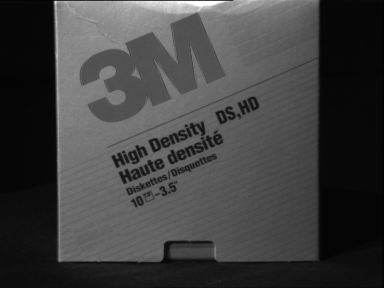 3M
High Density DS,HD
Haute densité
Diskettes/Disquettes
10 -3.5"